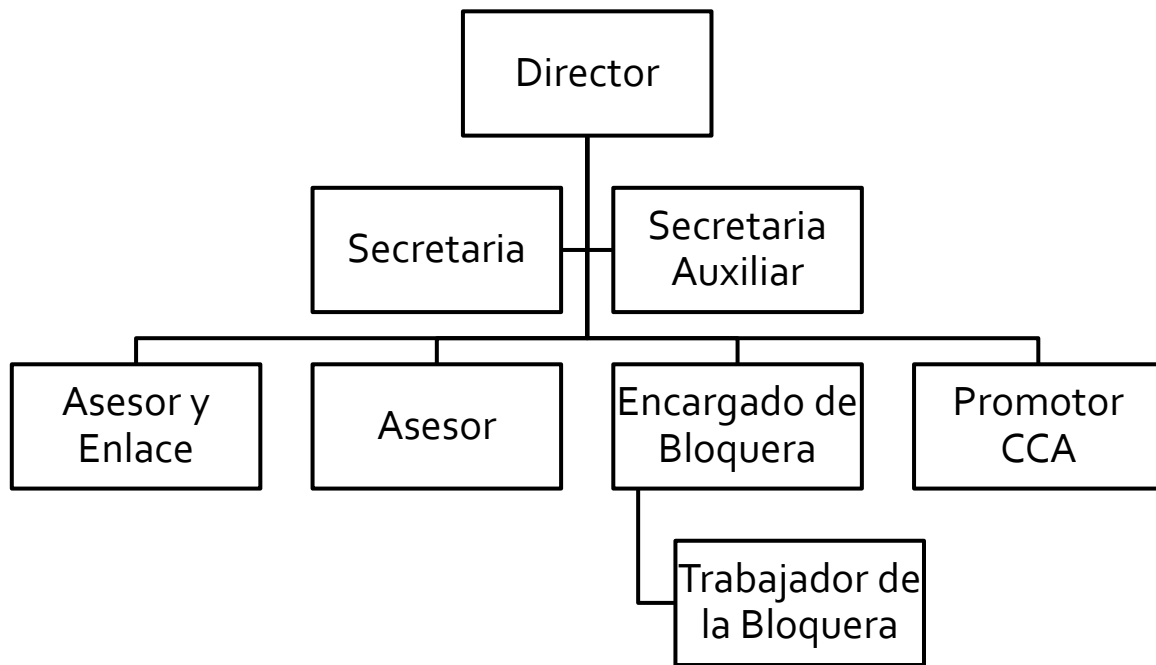 Director
Secretaria
Secretaria
Auxiliar
Asesor y
Enlace
Asesor
Encargado de
Bloquera
Promotor
CCA
Trabajador de
la Bloquera